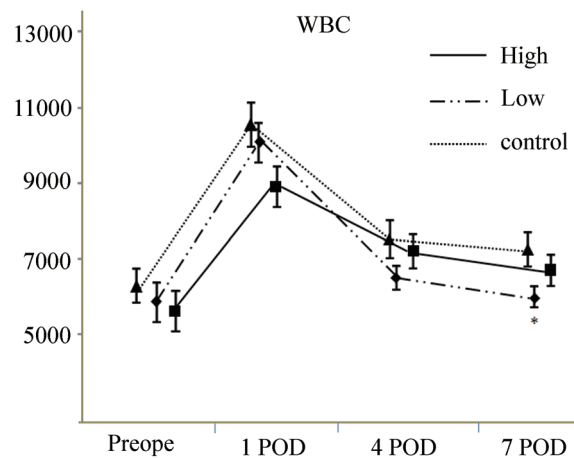 WBC
13000
11000
9000
7000
5000
High
Low
control
*
Preope 1 POD 4 POD 7 POD